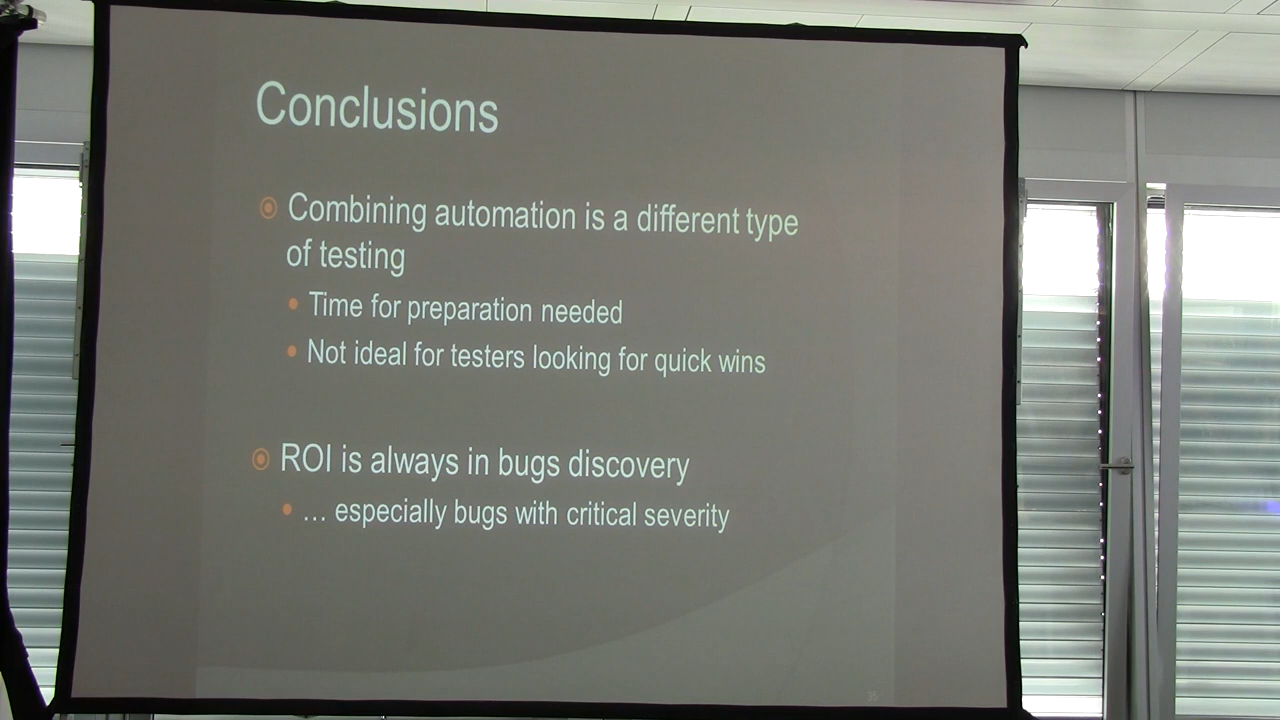 Conclusions
Combining automation is a different type
of testing
Time for preparation needed
Not ideal for testers looking for quick wins
ROI is always in bugs discovery
... especially bugs with critical severity
35